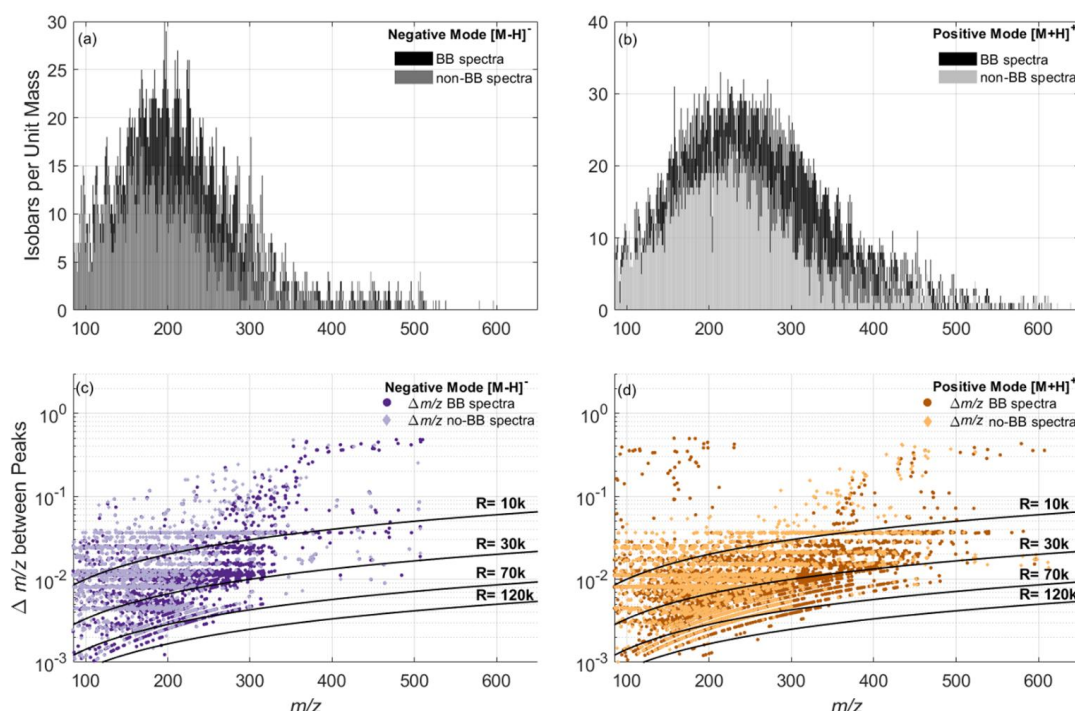 (a)
Negative Mode [M-H]⁻
BB spectra
non-BB spectra
Isobars per Unit Mass
30
25
20
15
10
5
0
100 200 300 400 500 600
(b)
Positive Mode [M+H]⁺
BB spectra
non-BB spectra
40
30
20
10
0
100 200 300 400 500 600
(c)
Negative Mode [M-H]⁻
Δm/z BB spectra
Δm/z no-BB spectra
Δ m/z between Peaks
10⁰
10⁻¹
10⁻²
10⁻³
R= 10k
R= 30k
R= 70k
R= 120k
100 200 300 400 500 600
m/z
(d)
Positive Mode [M+H]⁺
Δm/z BB spectra
Δm/z no-BB spectra
10⁰
10⁻¹
10⁻²
10⁻³
R= 10k
R= 30k
R= 70k
R= 120k
100 200 300 400 500 600
m/z